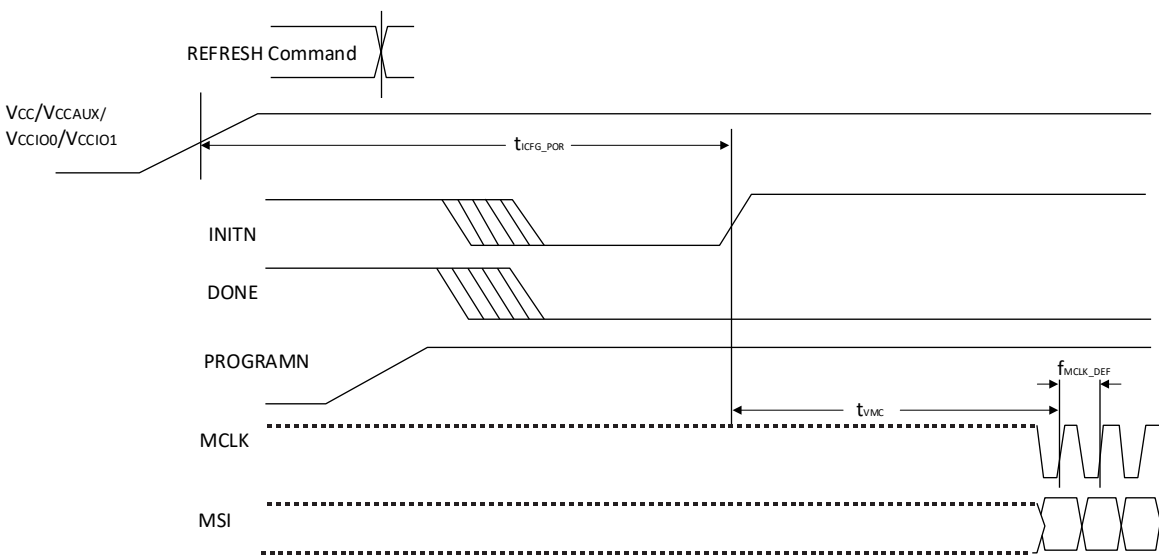 REFRESH Command
VCC/VCCAUX/
VCCIO0/VCCIO1
tICFG_POR
INITN
DONE
PROGRAMN
fMCLK_DEF
tVMC
MCLK
MSI